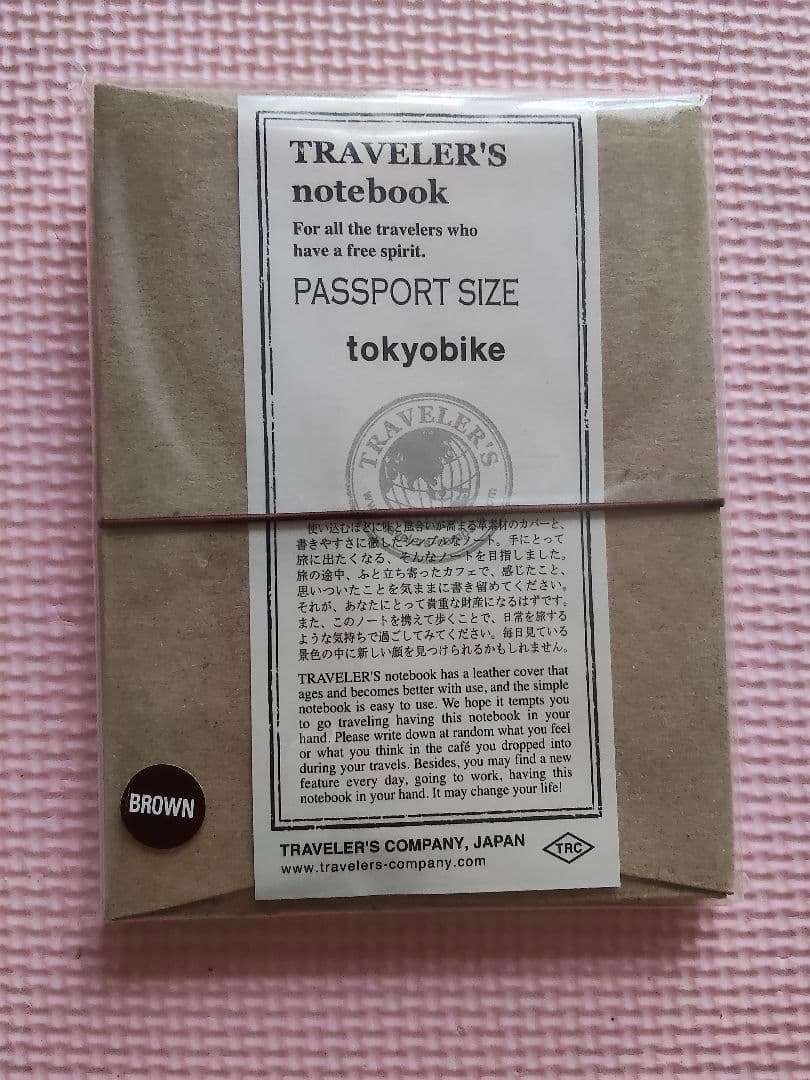 TRAVELER'S
notebook
For all the travelers who
have a free spirit.
PASSPORT SIZE
tokyobike
TRAVELER'S
使い込むほどに味と風合いが高まる革素材のカバーと、
書きやすさに徹したシンプルなノート。手にとって
旅に出たくなる、そんなノートを目指しました。
旅の途中、ふと立ち寄ったカフェで、感じたこと、
思いついたことを気ままに書き留めてください。
それが、あなたにとって貴重な財産になるはずです。
また、このノートを携えて歩くことで、日常を旅する
ような気持ちで過ごしてみてください。毎日見ている
景色の中に新しい顔を見つけられるかもしれません。
TRAVELER'S notebook has a leather cover that
ages and becomes better with use, and the simple
notebook is easy to use. We hope it tempts you
to go traveling having this notebook in your
hand. Please write down at random what you feel
or what you think in the café you dropped into
during your travels. Besides, you may find a new
feature every day, going to work, having this
notebook in your hand. It may change your life!
BROWN
TRAVELER'S COMPANY, JAPAN
TRC
www.travelers-company.com